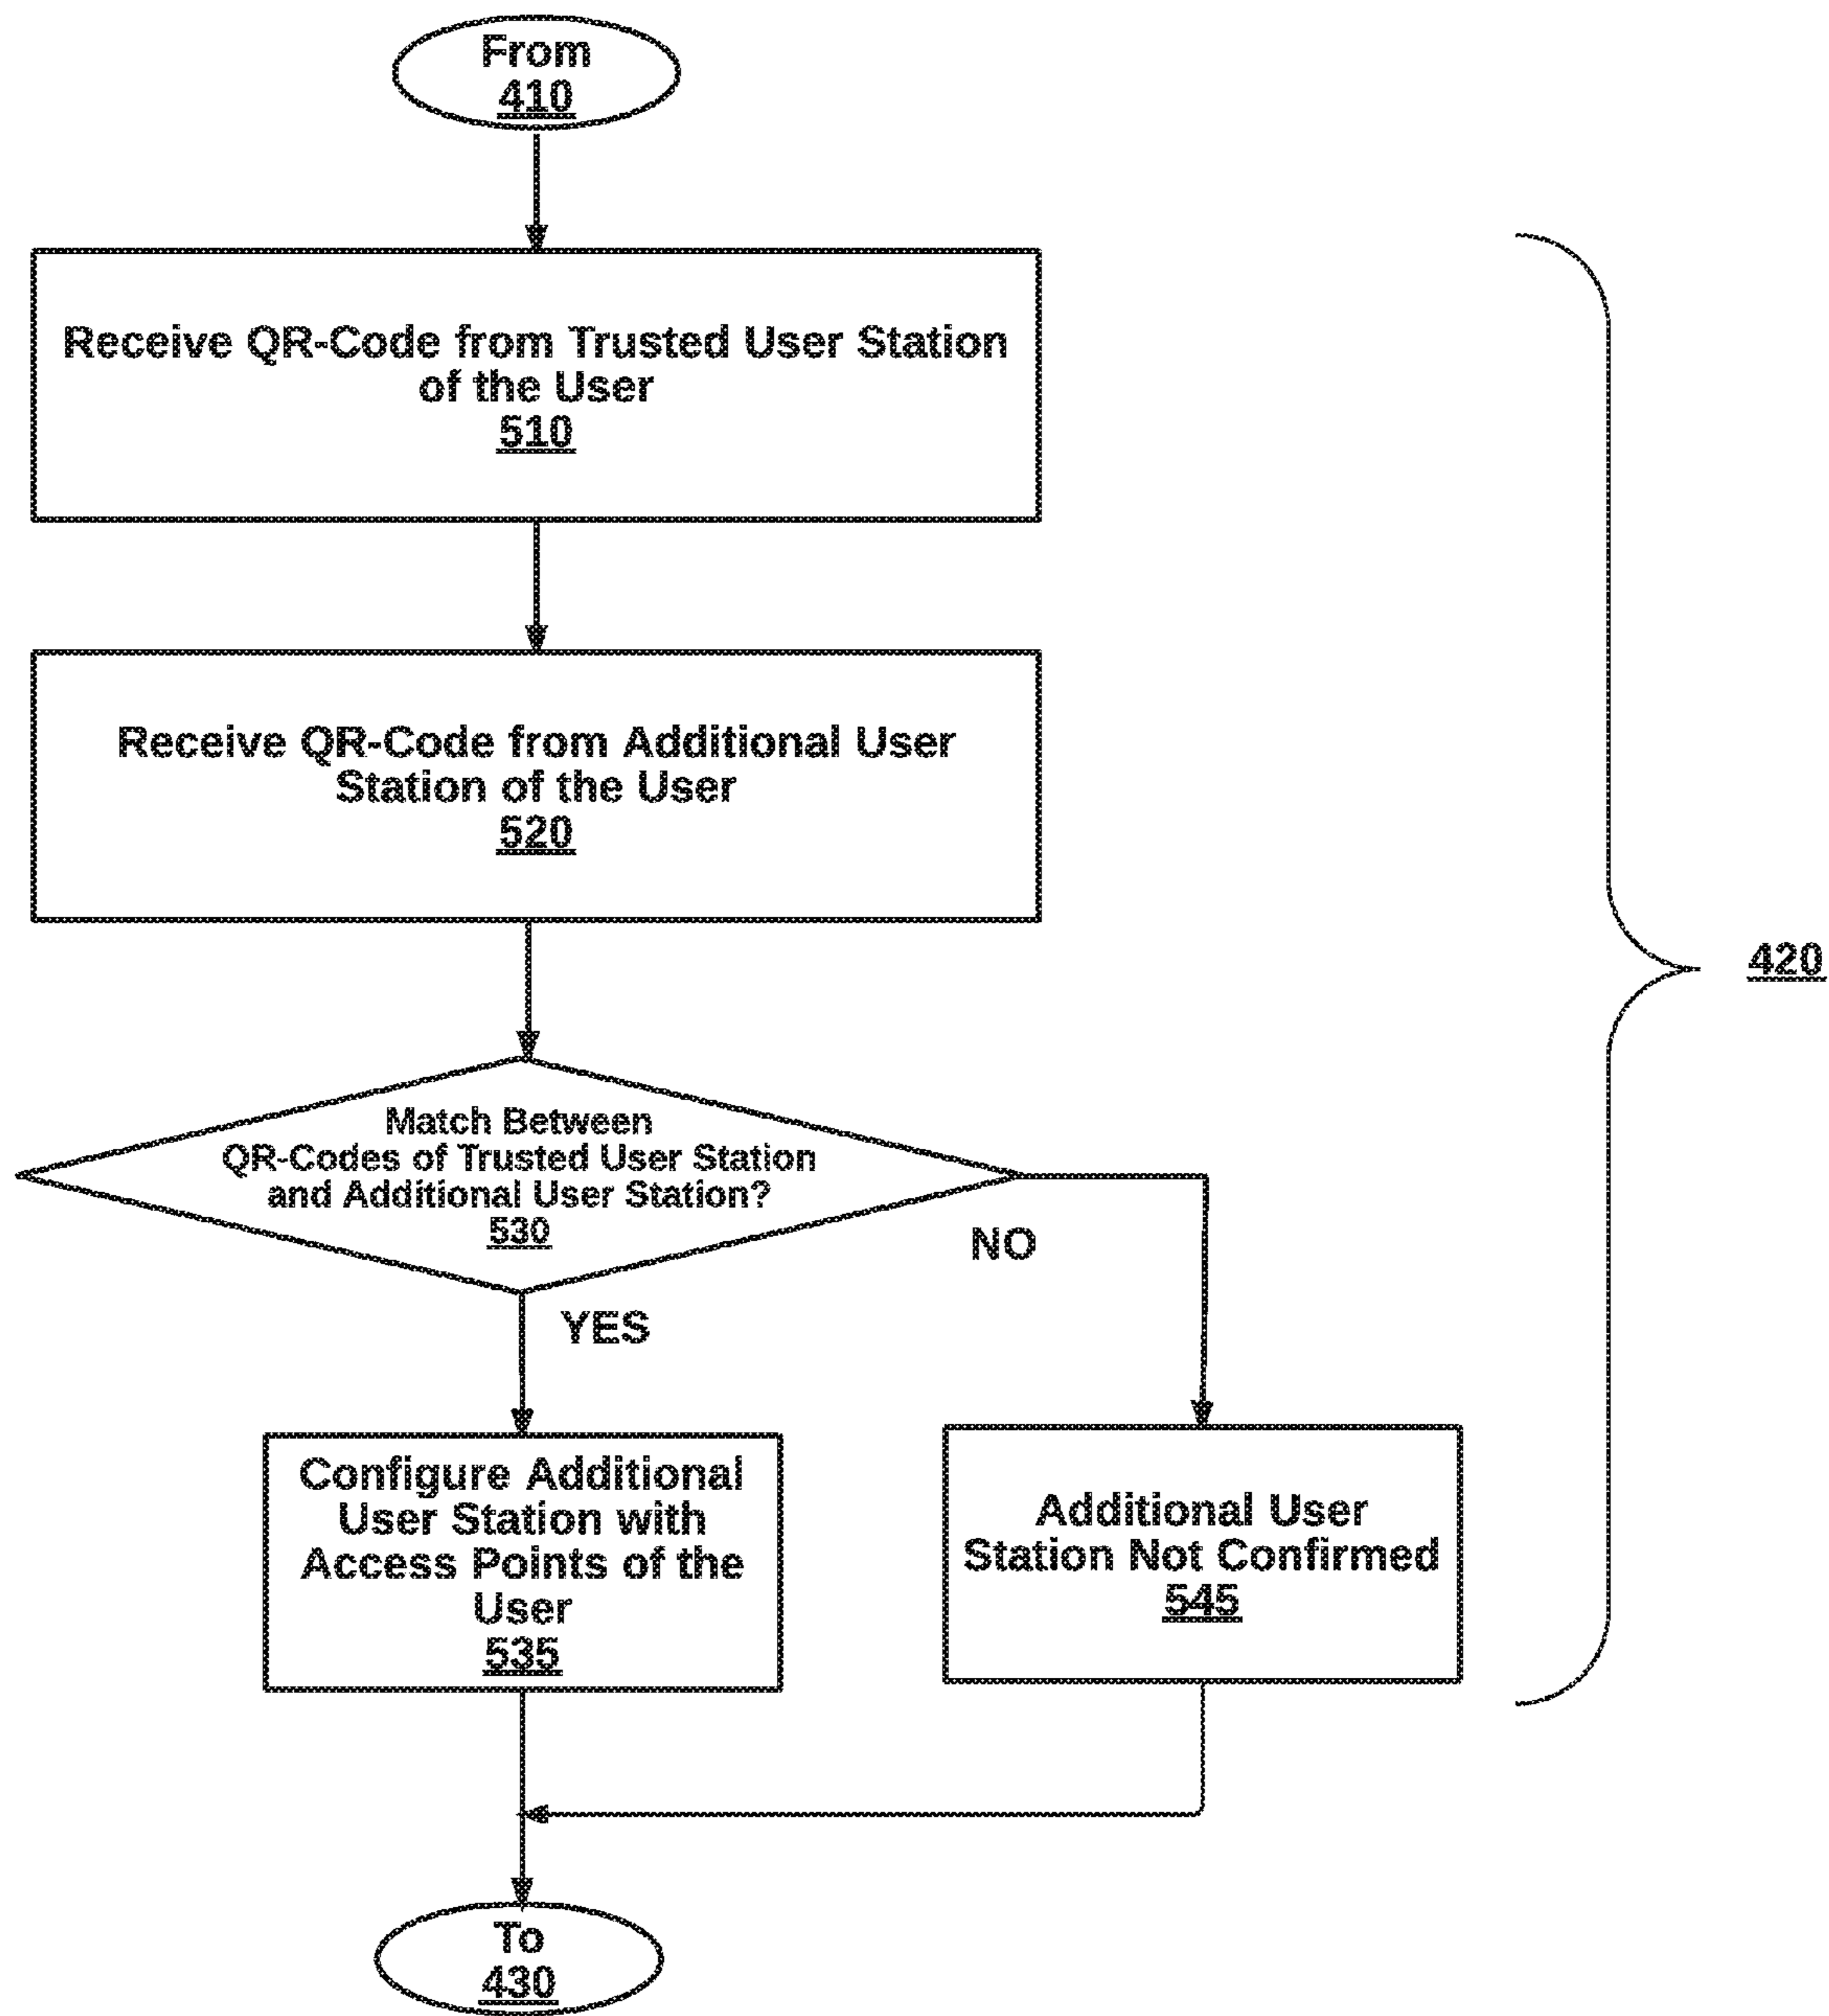 From
410
Receive QR-Code from Trusted User Station
of the User
510
Receive QR-Code from Additional User
Station of the User
520
420
Match Between
QR-Codes of Trusted User Station
and Additional User Station?
530
NO
YES
Configure Additional
User Station with
Access Points of the
User
535
Additional User
Station Not Confirmed
545
To
430